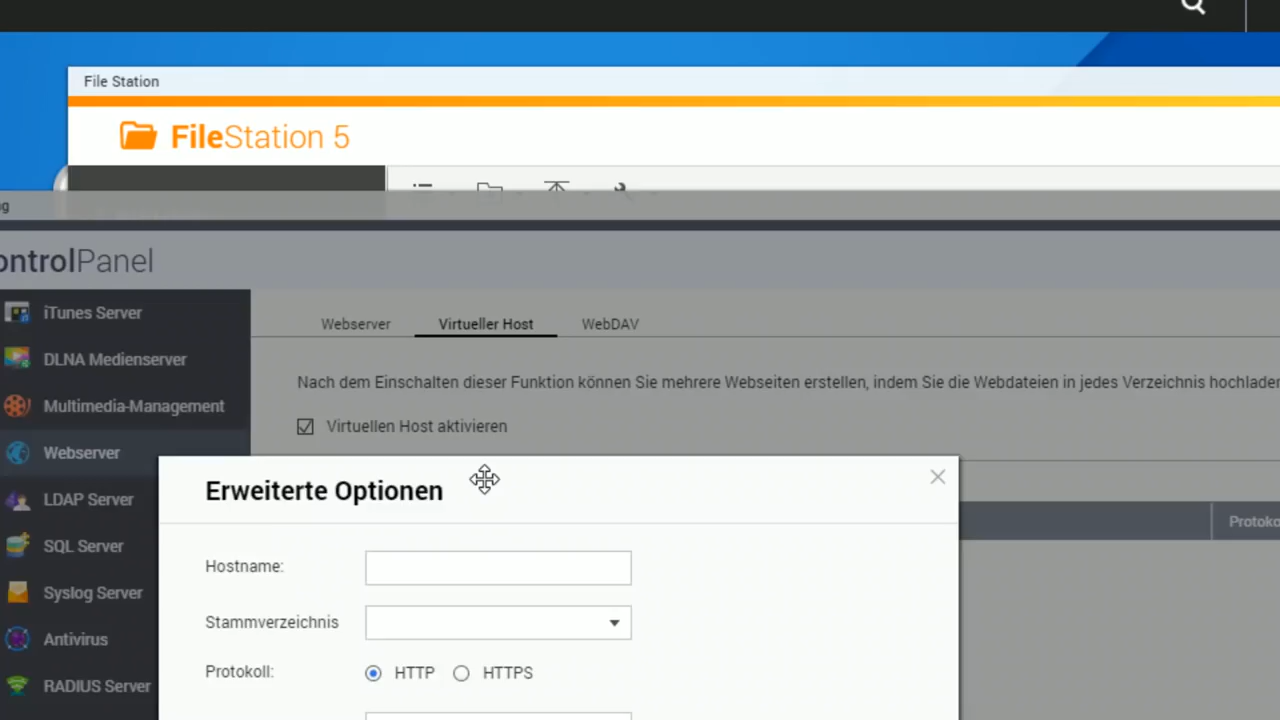 File Station
FileStation 5
ontrolPanel
iTunes Server
DLNA Medienserver
Multimedia-Management
Webserver
LDAP Server
SQL Server
Syslog Server
Antivirus
RADIUS Server
Webserver Virtueller Host WebDAV
Nach dem Einschalten dieser Funktion können Sie mehrere Webseiten erstellen, indem Sie die Webdateien in jedes Verzeichnis hochladen
Virtuellen Host aktivieren
Protoko
Erweiterte Optionen
Hostname:
Stammverzeichnis
Protokoll: HTTP HTTPS